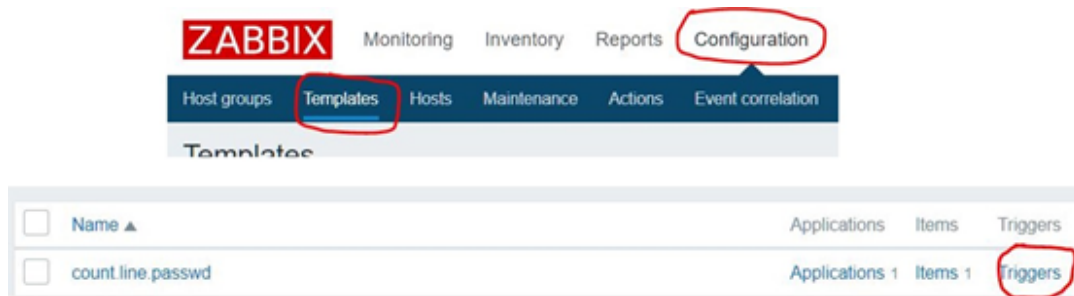 ZABBIX Monitoring Inventory Reports Configuration
Host groups Templates Hosts Maintenance Actions Event correlation
Templates
Name ▲ Applications Items Triggers
count.line.passwd Applications 1 Items 1 Triggers